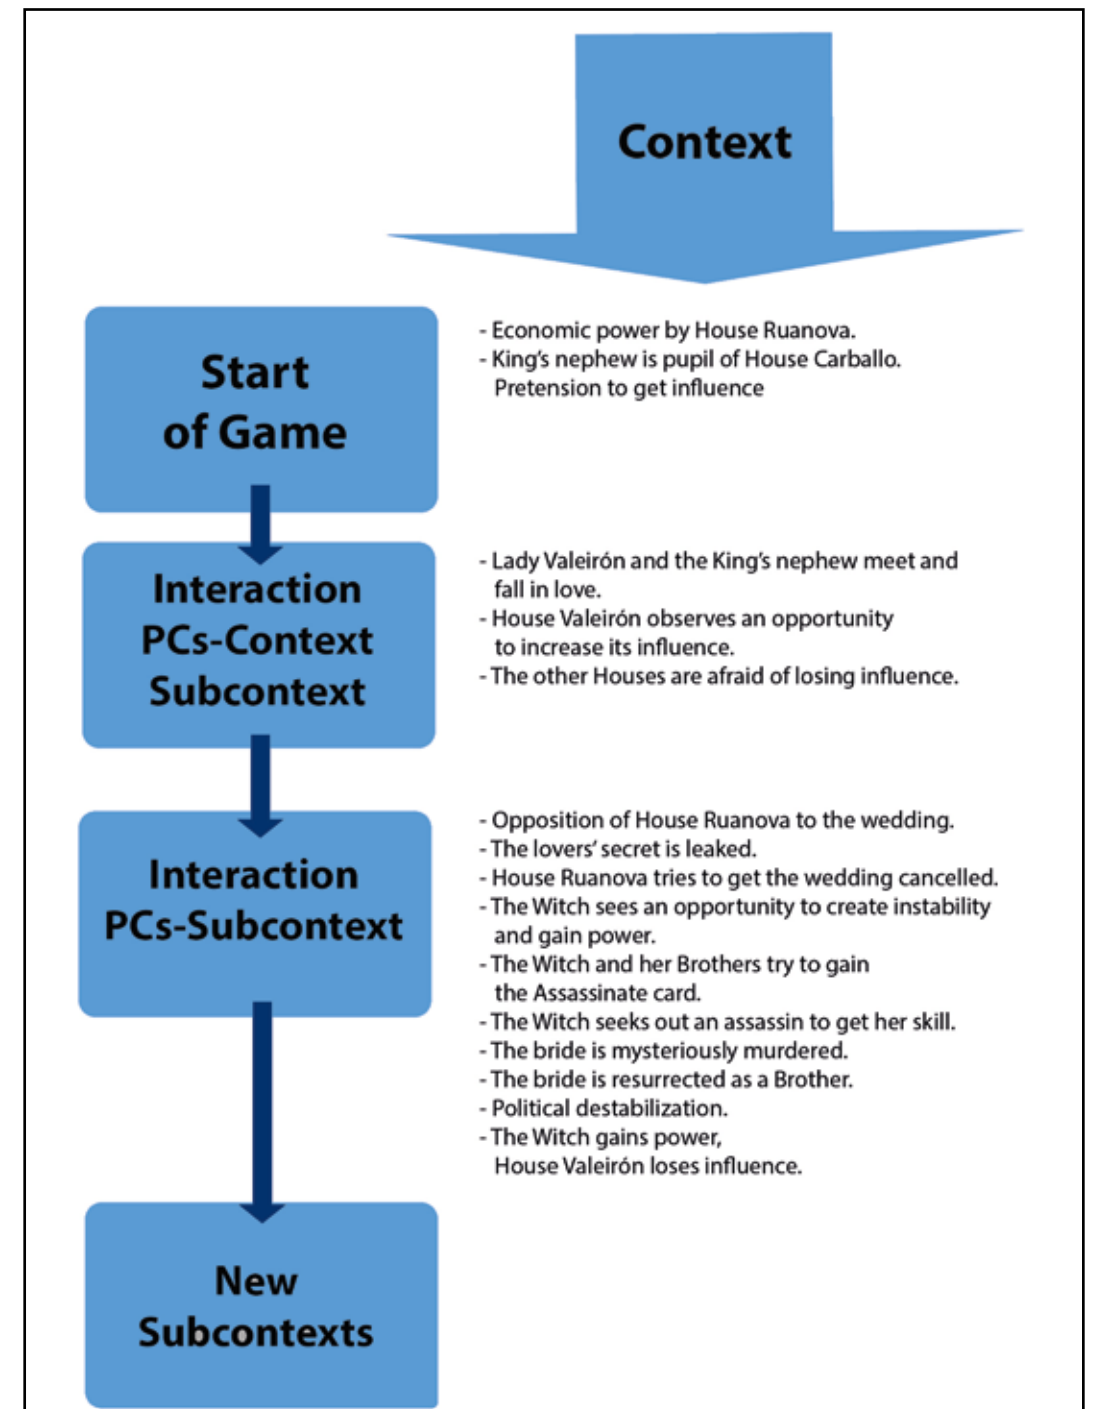 Context
Start
of Game
- Economic power by House Ruanova.
- King's nephew is pupil of House Carballo.
Pretension to get influence
Interaction
PCs-Context
Subcontext
- Lady Valeirón and the King's nephew meet and
fall in love.
- House Valeirón observes an opportunity
to increase its influence.
- The other Houses are afraid of losing influence.
Interaction
PCs-Subcontext
- Opposition of House Ruanova to the wedding.
- The lovers' secret is leaked.
- House Ruanova tries to get the wedding cancelled.
- The Witch sees an opportunity to create instability
and gain power.
- The Witch and her Brothers try to gain
the Assassinate card.
- The Witch seeks out an assassin to get her skill.
- The bride is mysteriously murdered.
- The bride is resurrected as a Brother.
- Political destabilization.
- The Witch gains power,
House Valeirón loses influence.
New
Subcontexts